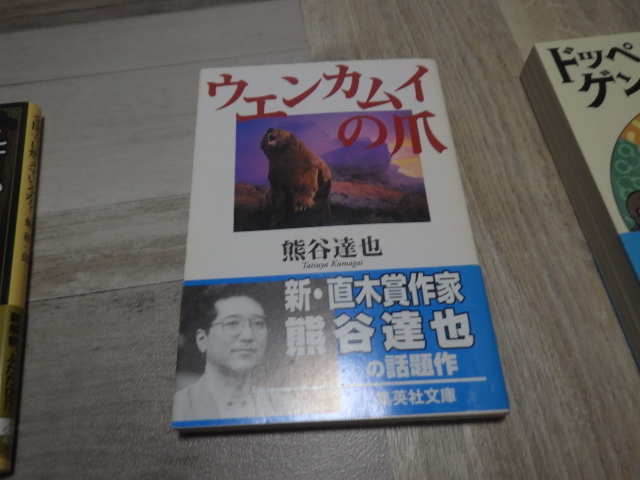 ウエンカムイ
の爪
熊谷達也
Tatsuya Kumagai
新・直木賞作家
熊谷達也
の話題作
集英社文庫
ドッペ
ゲン